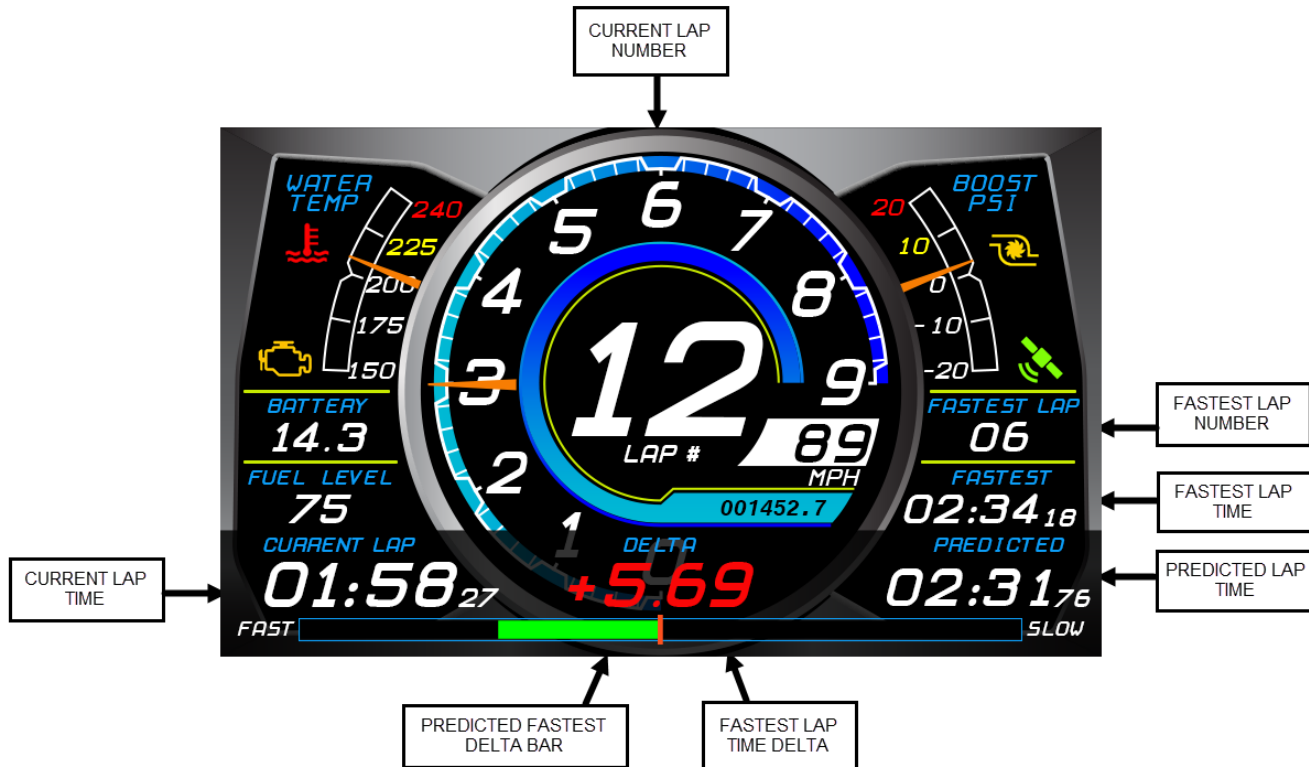 CURRENT LAP
NUMBER
WATER
TEMP
240
225
200
175
150
BATTERY
14.3
FUEL LEVEL
75
0
1
2
3
4
5
6
7
8
9
12
LAP #
89
MPH
001452.7
BOOST
PSI
20
10
0
-10
-20
FASTEST LAP
06
FASTEST
02:34 18
CURRENT LAP
01:58 27
DELTA
+5.69
PREDICTED
02:31 76
FAST
SLOW
FASTEST LAP
NUMBER
FASTEST LAP
TIME
PREDICTED LAP
TIME
CURRENT LAP
TIME
PREDICTED FASTEST
DELTA BAR
FASTEST LAP
TIME DELTA